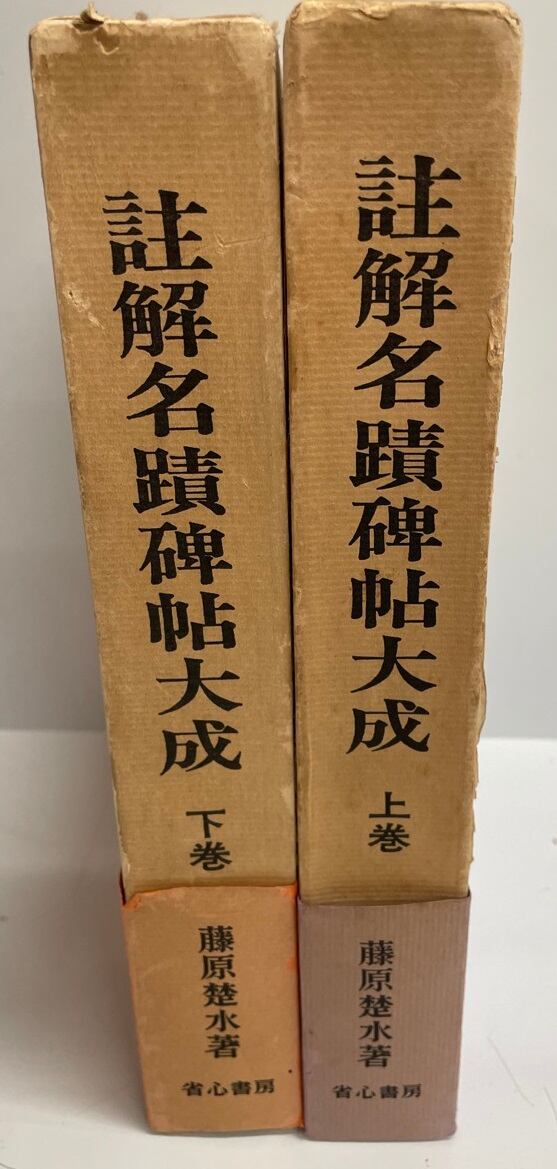 註解名蹟碑帖大成
上巻
藤原楚水著
省心書房
註解名蹟碑帖大成
下巻
藤原楚水著
省心書房